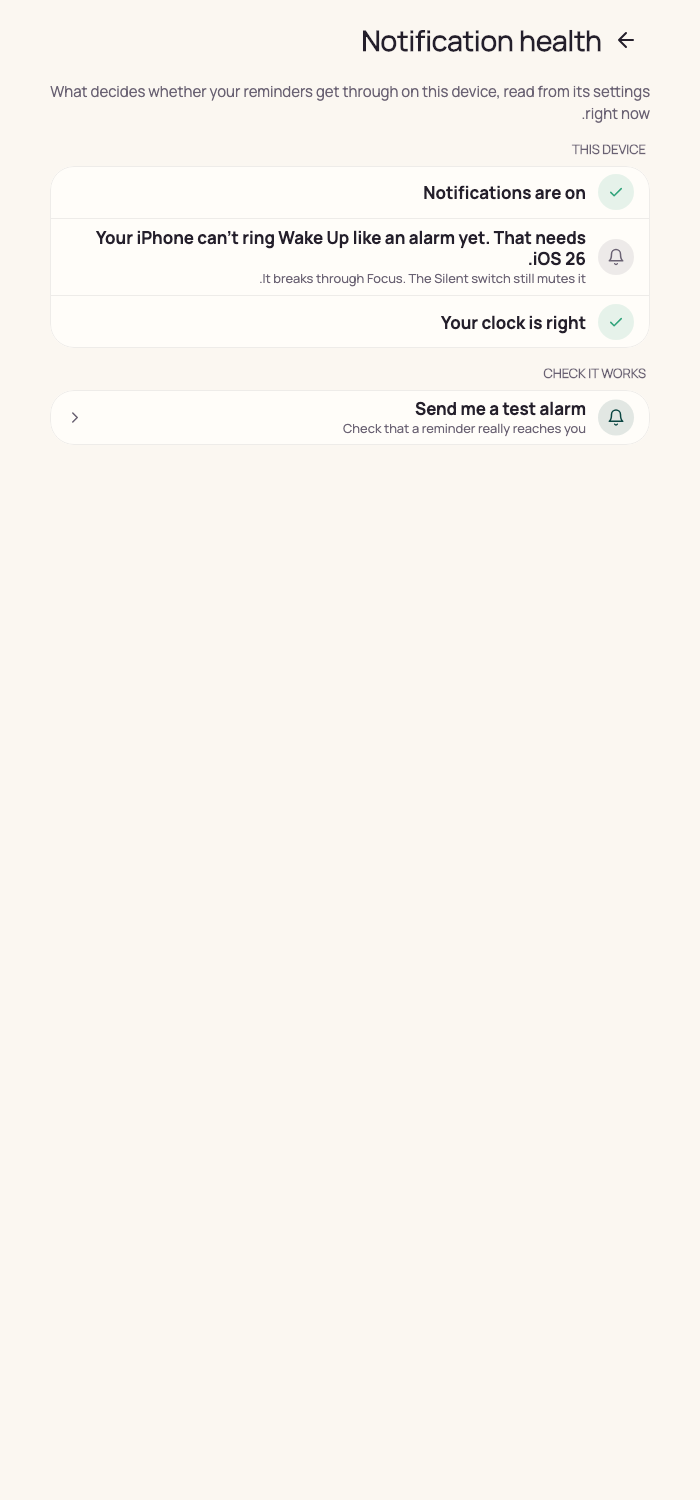 Notification health
What decides whether your reminders get through on this device, read from its settings
.right now
THIS DEVICE
Notifications are on
Your iPhone can't ring Wake Up like an alarm yet. That needs
.iOS 26
.It breaks through Focus. The Silent switch still mutes it
Your clock is right
CHECK IT WORKS
Send me a test alarm
Check that a reminder really reaches you